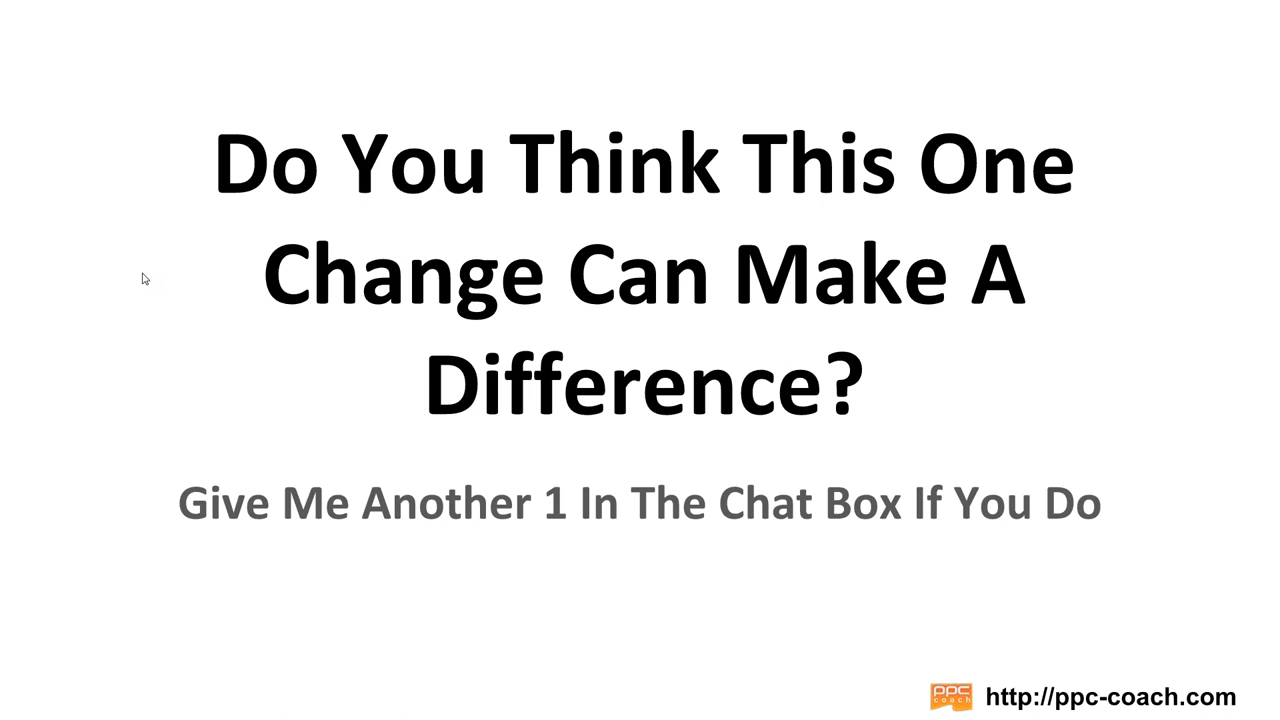 Do You Think This One
Change Can Make A
Difference?
Give Me Another 1 In The Chat Box If You Do
ppc
coach
http://ppc-coach.com